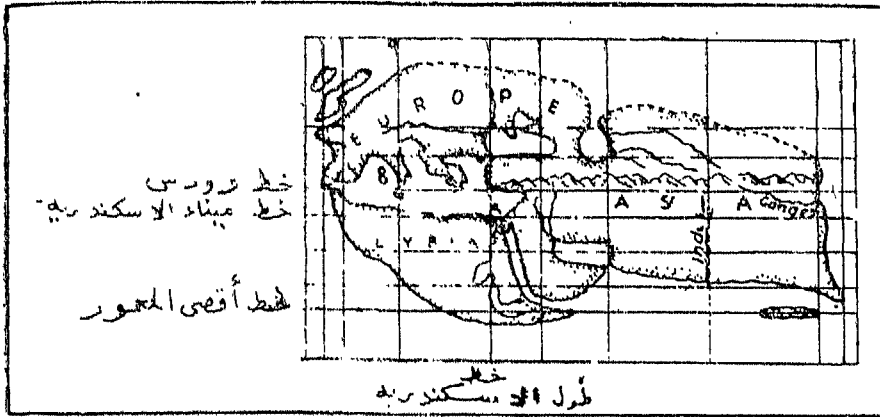 EUROPE
خط رودس
خط ميناء الاسكندرية
ASIA
Ganges
Indus
LYBIA
خط أقصى المعمور
خط
طول الاسكندرية